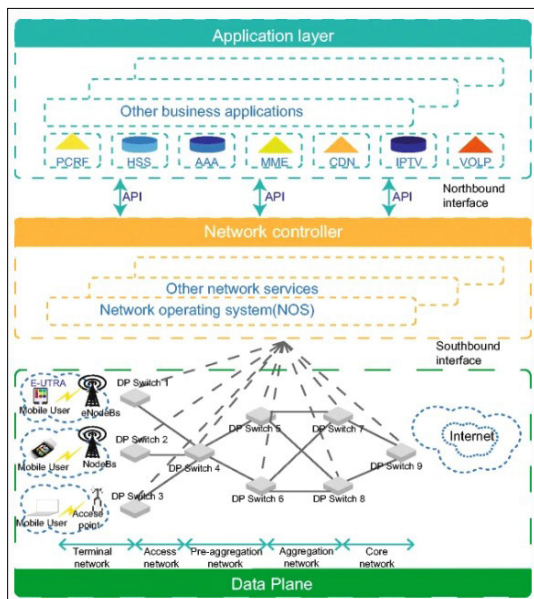 Application layer
Other business applications
PCRF HSS AAA MME CDN IPTV VOLP
API API API
Northbound
interface
Network controller
Other network services
Network operating system(NOS)
Southbound
interface
E-UTRA
Mobile User eNodeBs
DP Switch 1
Mobile User NodeBs
DP Switch 2
Mobile User Accese
point
DP Switch 3
DP Switch 4
DP Switch 5
DP Switch 6
DP Switch 7
DP Switch 8
DP Switch 9
Internet
Terminal
network
Access
network
Pre-aggregation
network
Aggregation
network
Core
network
Data Plane